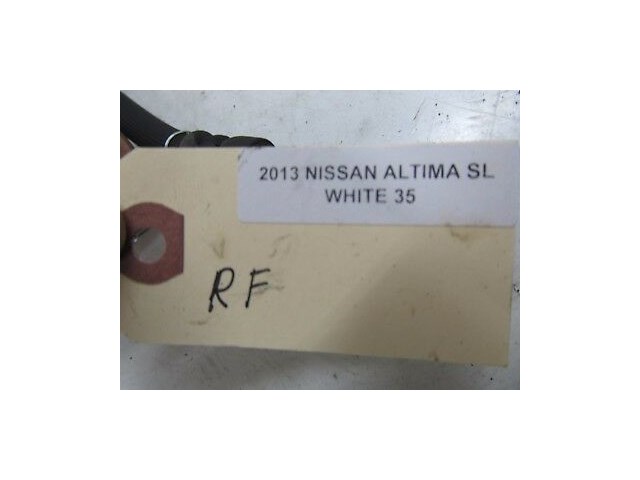 2013 NISSAN ALTIMA SL
WHITE 35
RF